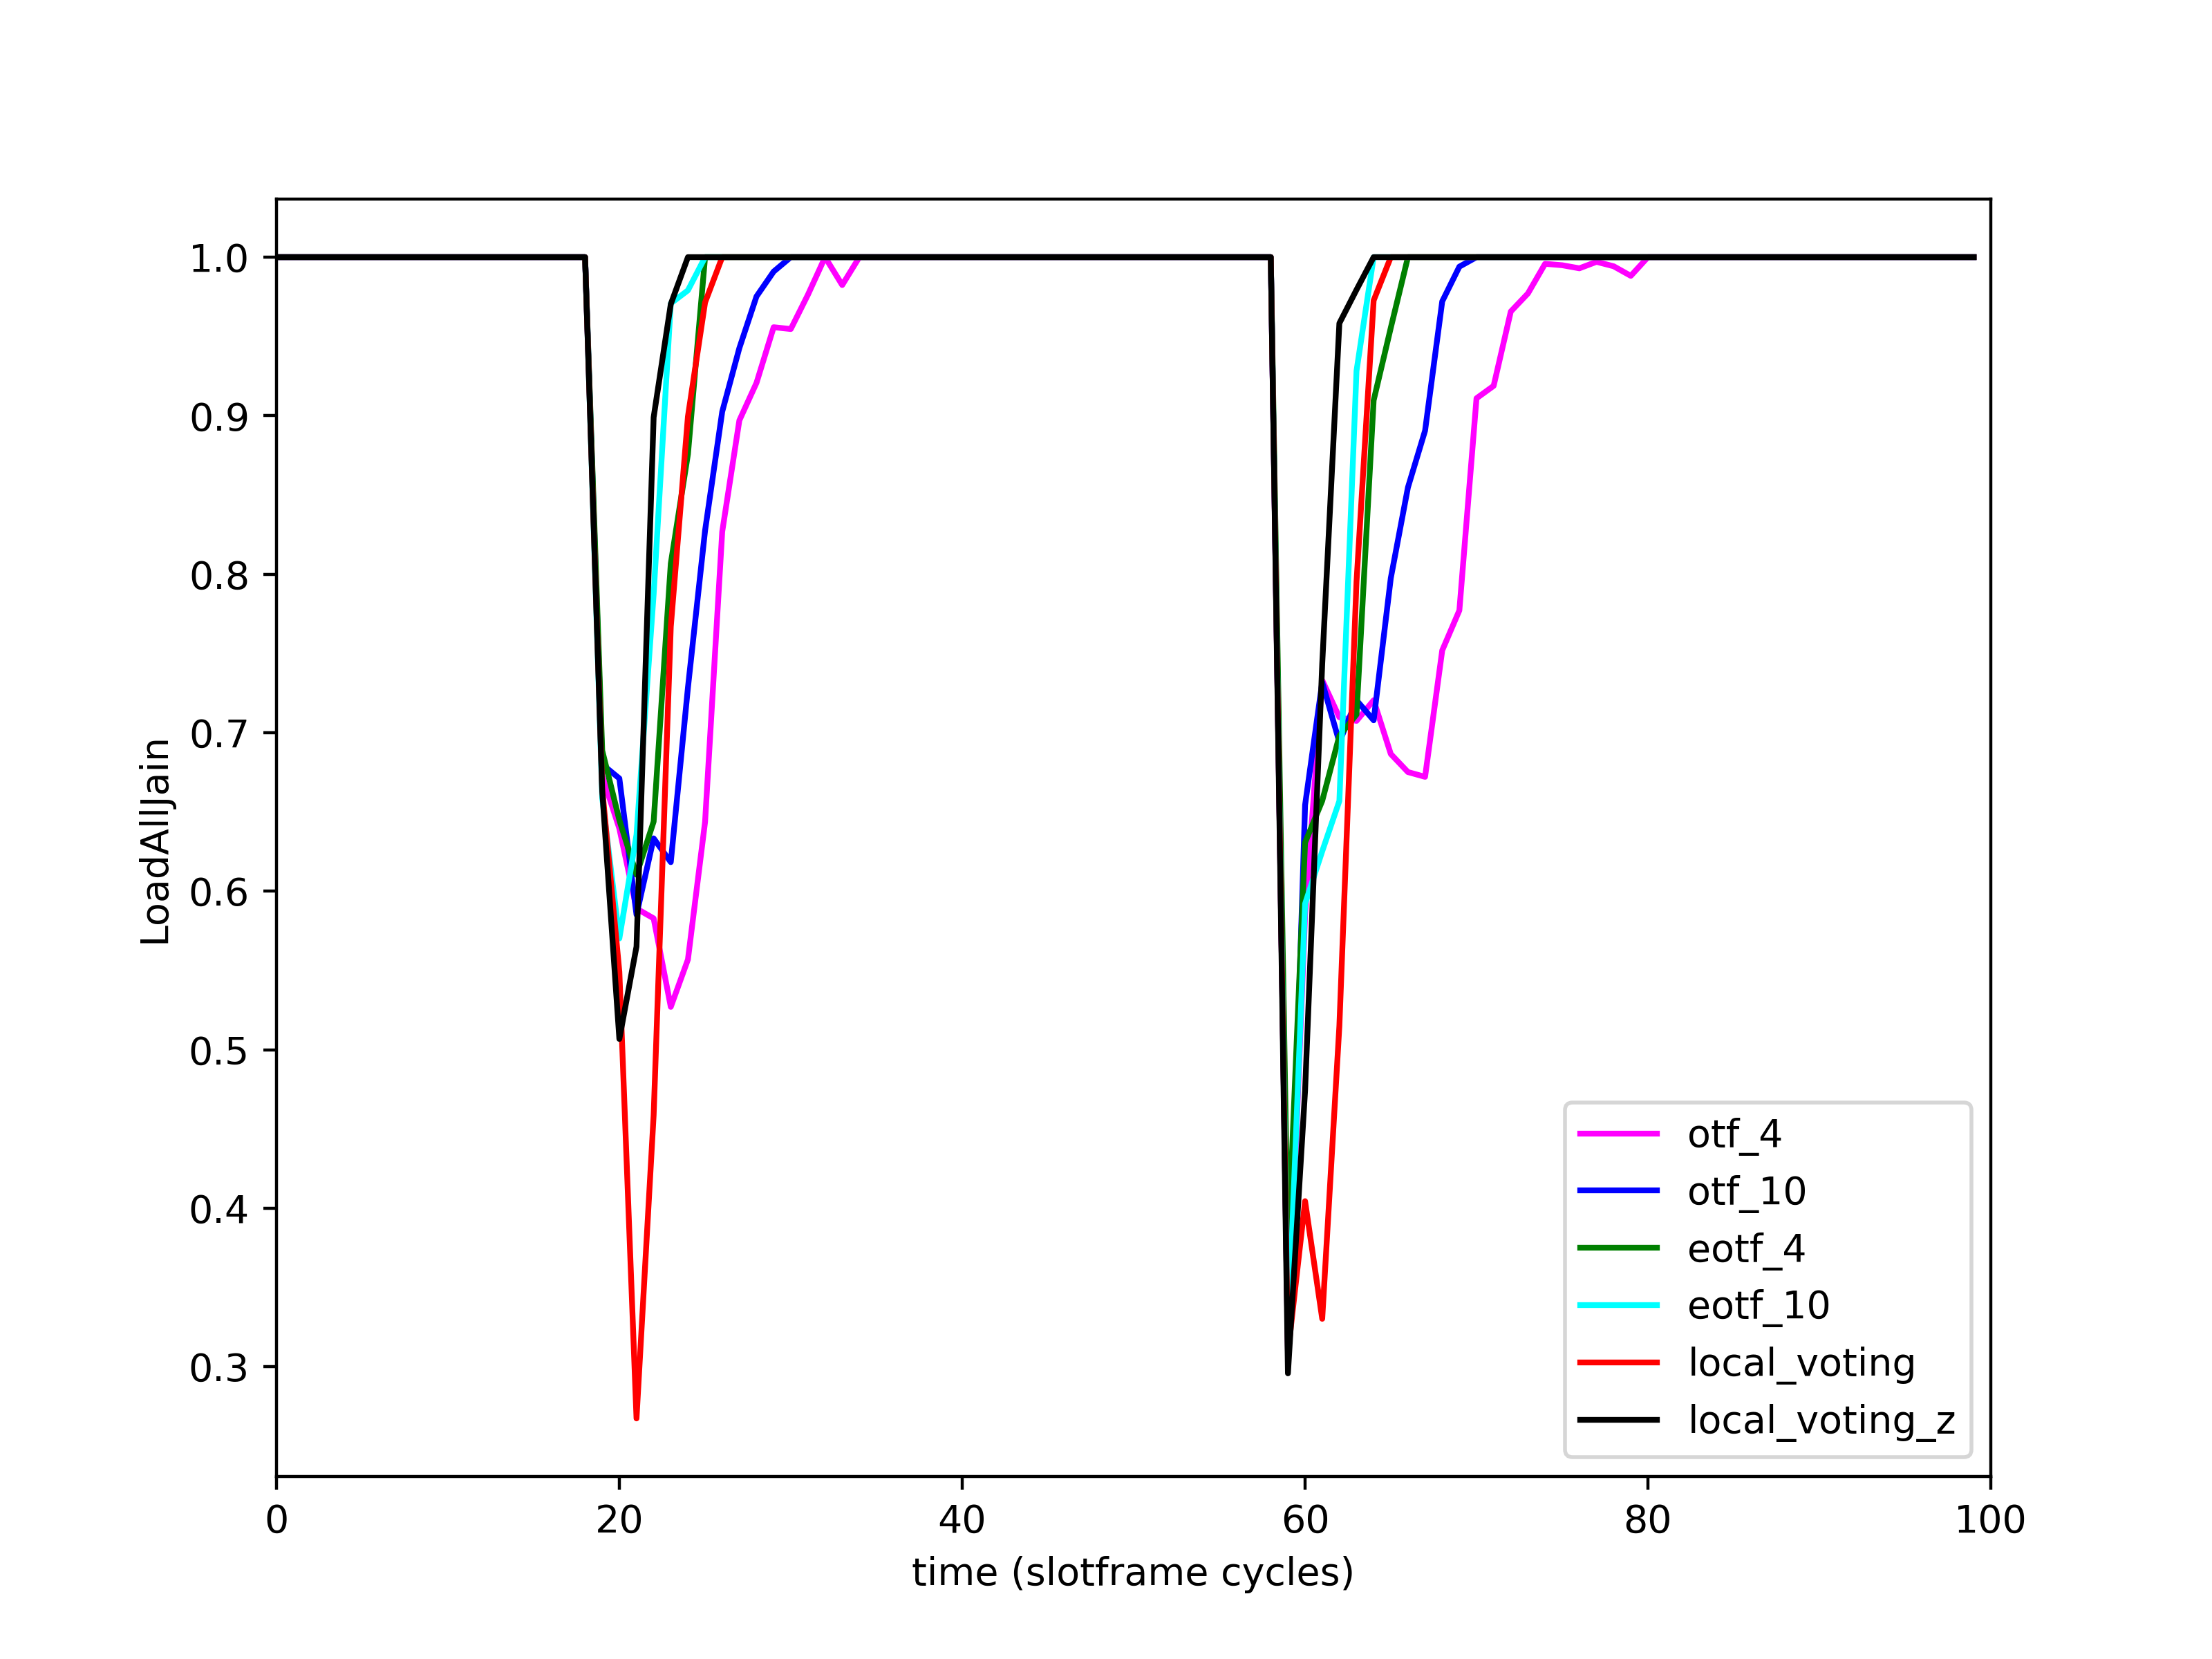 1.0
0.9
0.8
0.7
0.6
0.5
0.4
0.3
LoadAllJain
0 20 40 60 80 100
time (slotframe cycles)
otf_4
otf_10
eotf_4
eotf_10
local_voting
local_voting_z